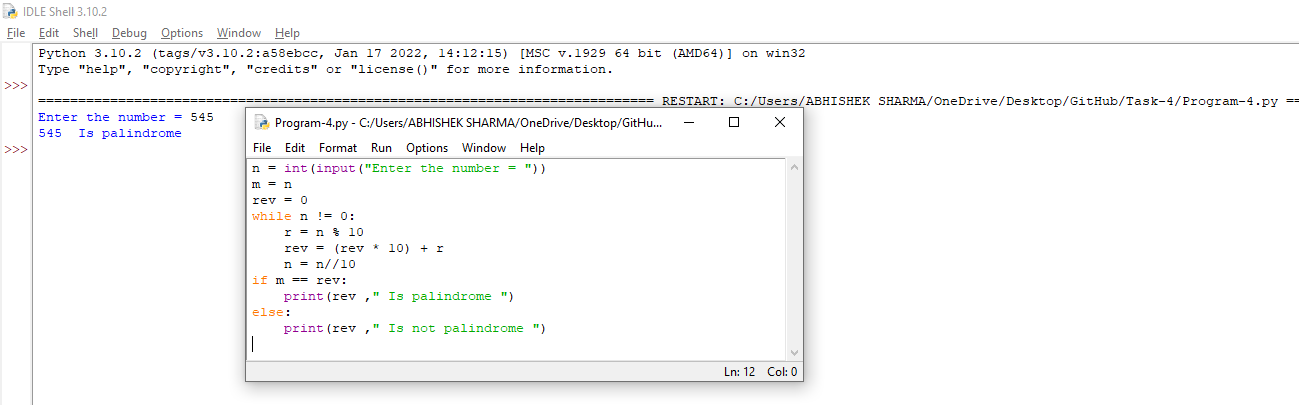 IDLE Shell 3.10.2
File Edit Shell Debug Options Window Help
Python 3.10.2 (tags/v3.10.2:a58ebcc, Jan 17 2022, 14:12:15) [MSC v.1929 64 bit (AMD64)] on win32
Type "help", "copyright", "credits" or "license()" for more information.
>>>
============================================================================= RESTART: C:/Users/ABHISHEK SHARMA/OneDrive/Desktop/GitHub/Task-4/Program-4.py ==
Enter the number = 545
545  Is palindrome
>>>
Program-4.py - C:/Users/ABHISHEK SHARMA/OneDrive/Desktop/GitHu...
File Edit Format Run Options Window Help
n = int(input("Enter the number = "))
m = n
rev = 0
while n != 0:
    r = n % 10
    rev = (rev * 10) + r
    n = n//10
if m == rev:
    print(rev ," Is palindrome ")
else:
    print(rev ," Is not palindrome ")
Ln: 12 Col: 0